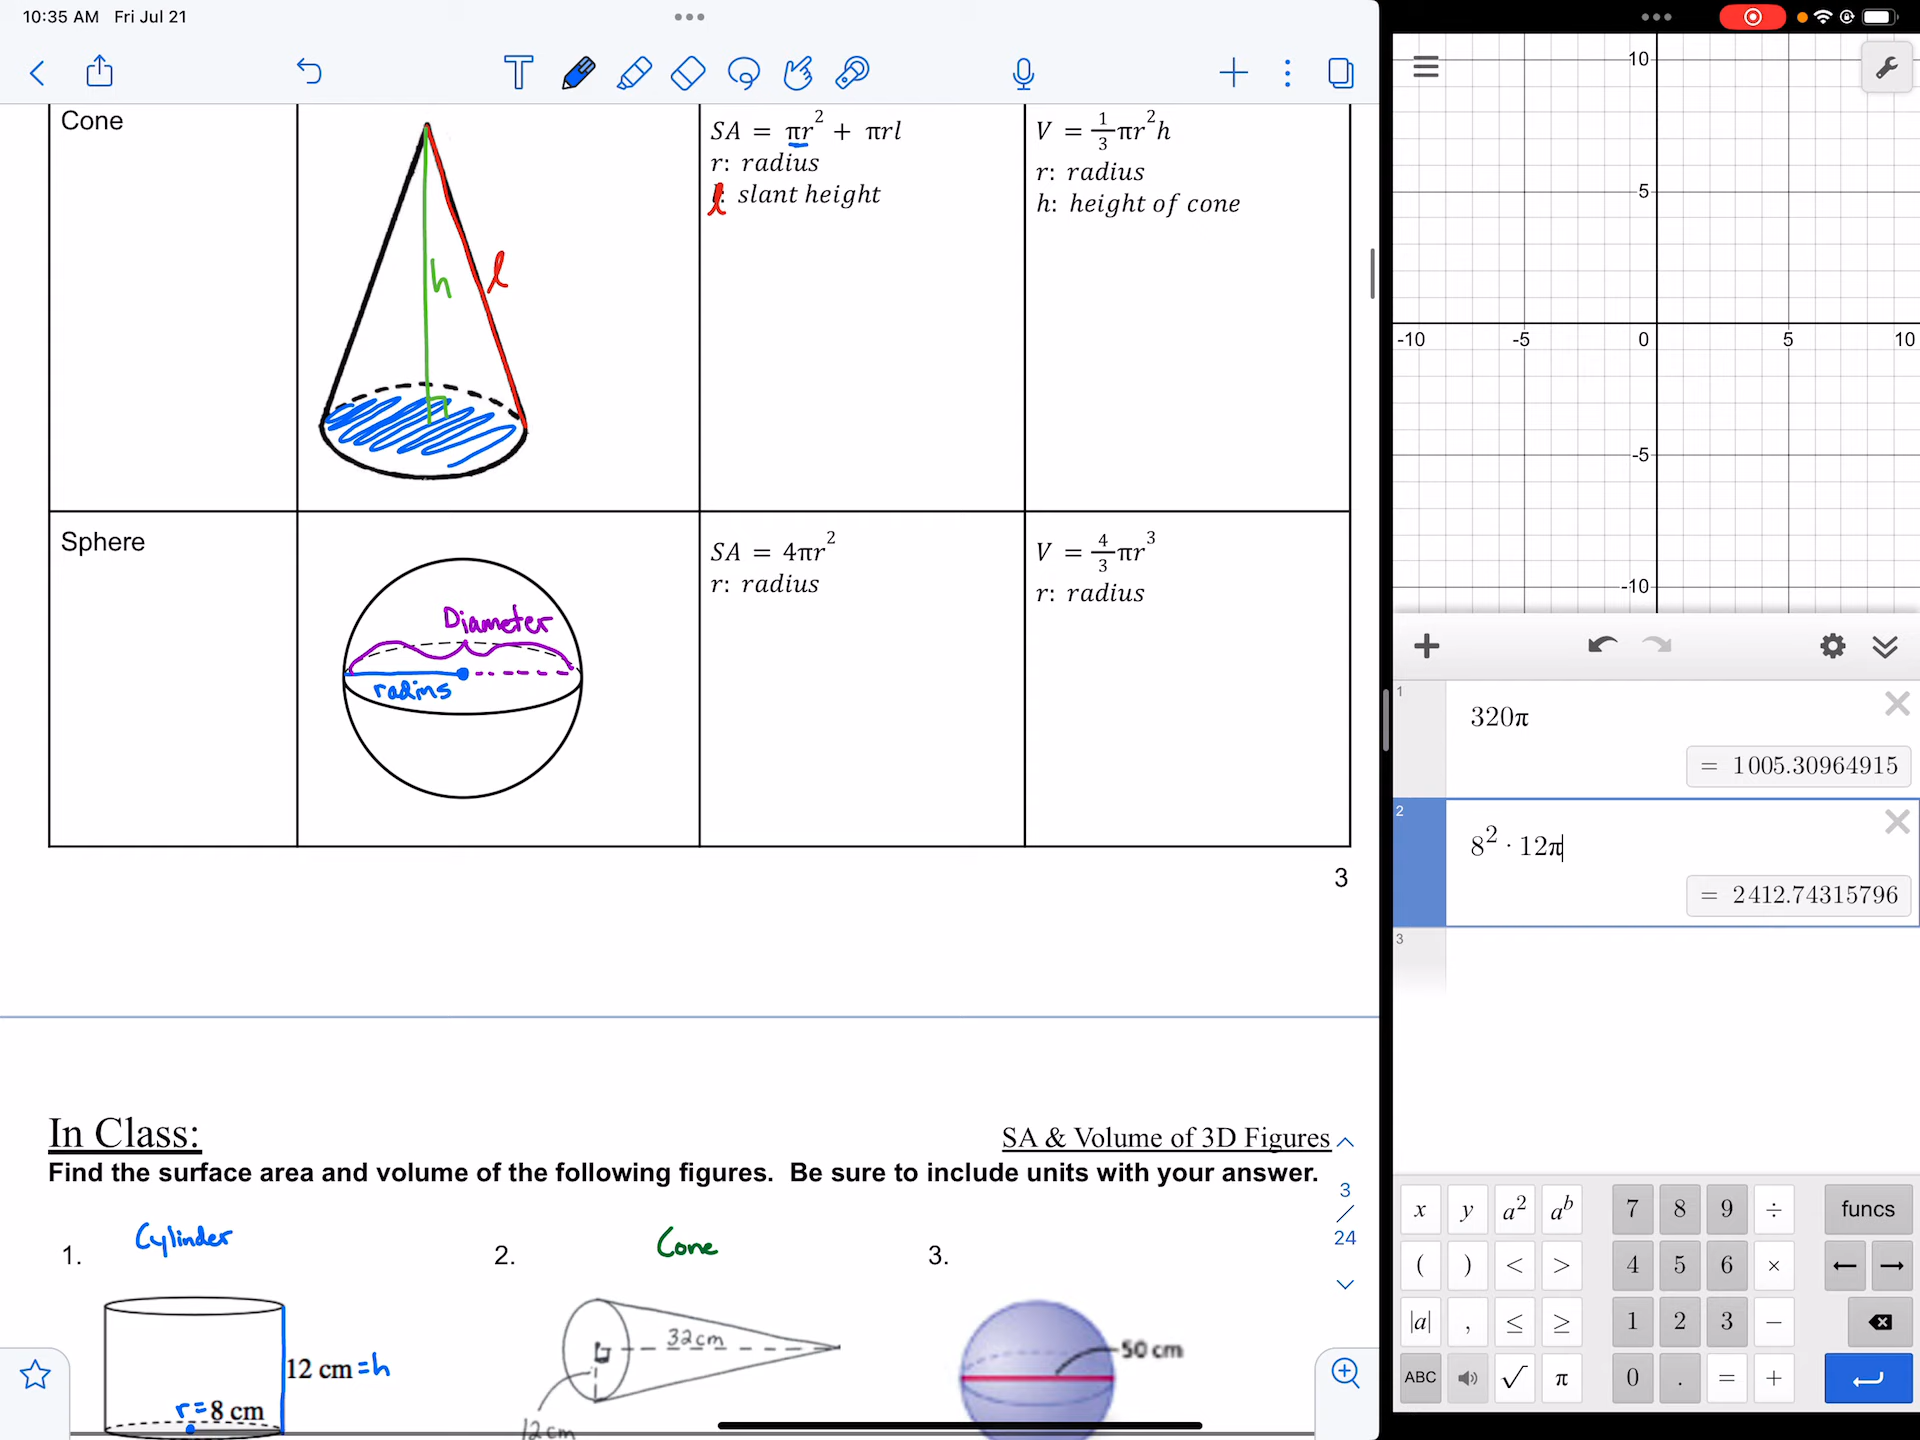 10:35 AM Fri Jul 21
Cone
h
l
SA = πr² + πrl
r: radius
l: slant height
V = 1/3 πr²h
r: radius
h: height of cone
Sphere
Diameter
radius
SA = 4πr²
r: radius
V = 4/3 πr³
r: radius
3
In Class:
SA & Volume of 3D Figures
Find the surface area and volume of the following figures. Be sure to include units with your answer.
3
/
24
1.
Cylinder
12 cm = h
r = 8 cm
2.
Cone
32cm
12cm
3.
50 cm
10
5
-10 -5 0 5 10
-5
-10
1
320π
= 1005.30964915
2
8² · 12π
= 2412.74315796
3
x y a² aᵇ 7 8 9 ÷ funcs
( ) < > 4 5 6 × ← →
|a| , ≤ ≥ 1 2 3 −
ABC √ π 0 . = +